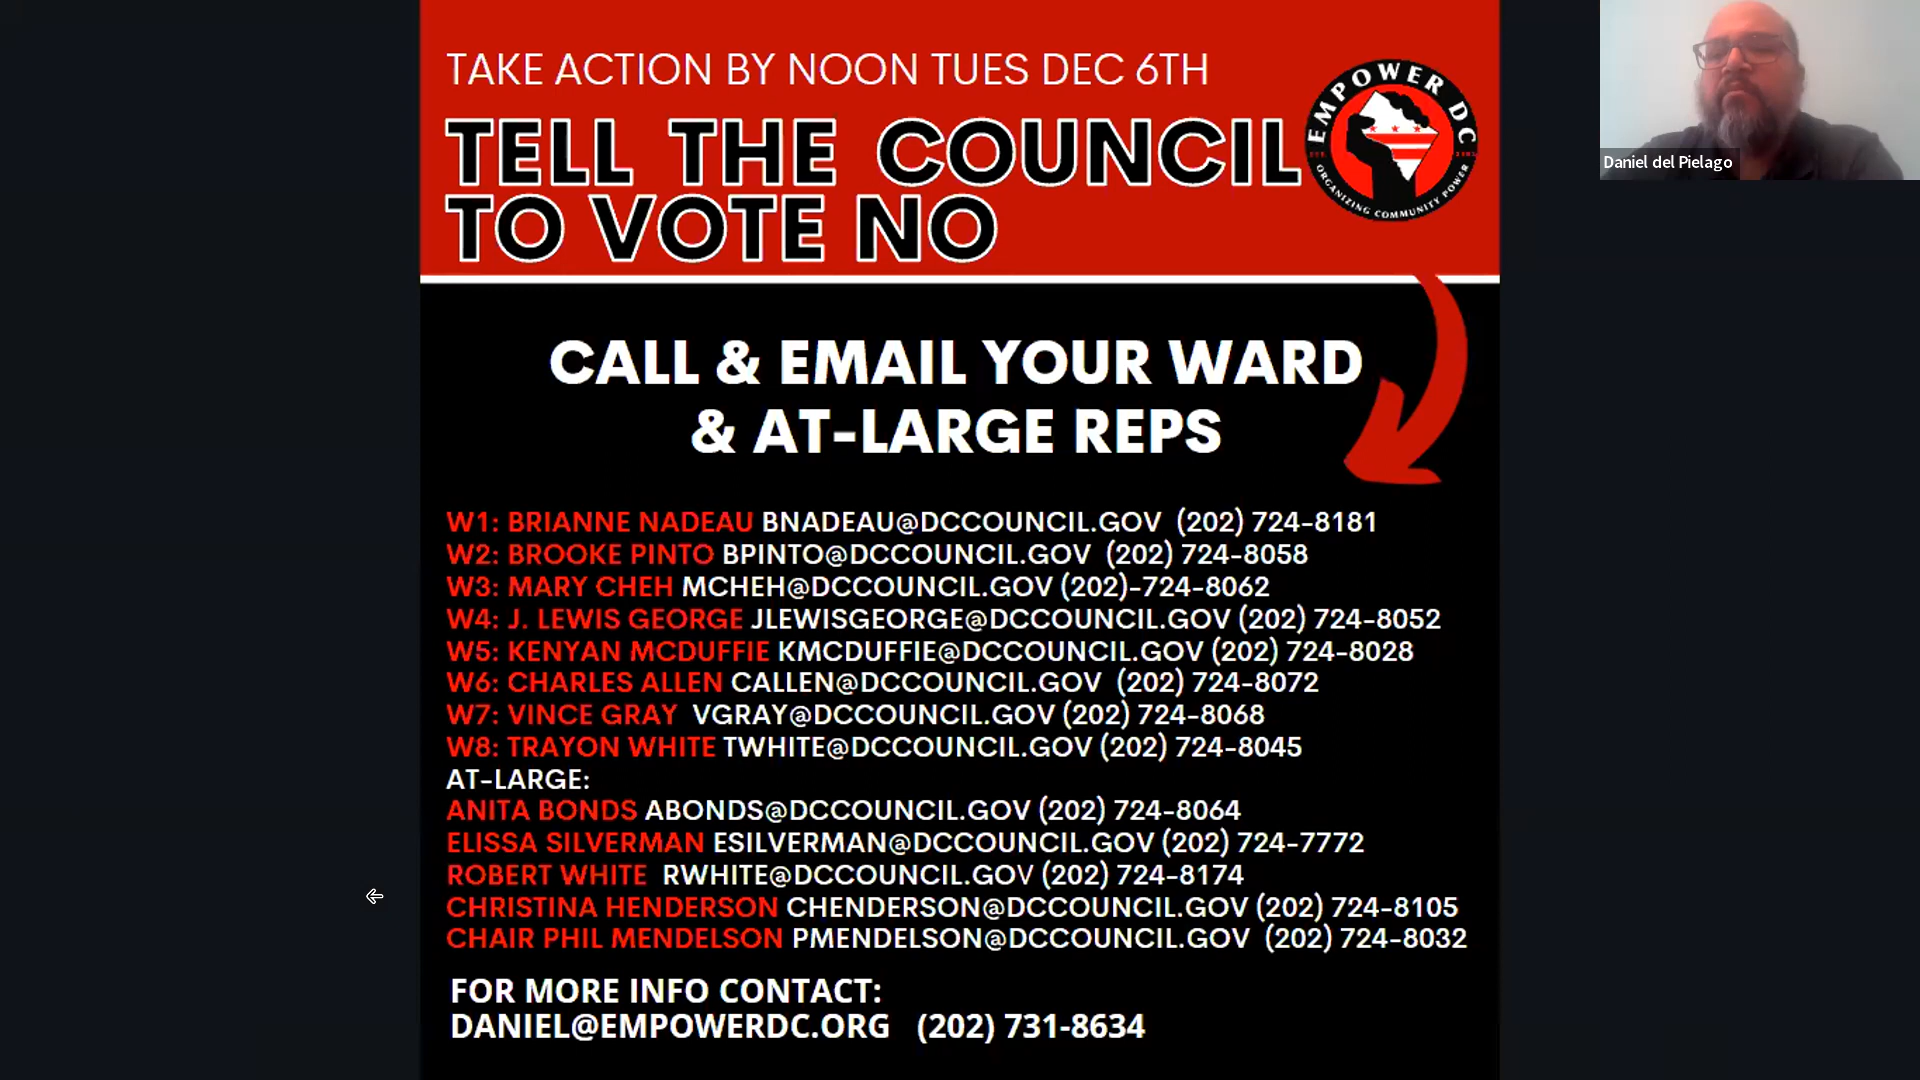 TAKE ACTION BY NOON TUES DEC 6TH
TELL THE COUNCIL
TO VOTE NO
EMPOWER DC
ORGANIZING COMMUNITY POWER
Daniel del Pielago
CALL & EMAIL YOUR WARD
& AT-LARGE REPS
W1: BRIANNE NADEAU BNADEAU@DCCOUNCIL.GOV (202) 724-8181
W2: BROOKE PINTO BPINTO@DCCOUNCIL.GOV (202) 724-8058
W3: MARY CHEH MCHEH@DCCOUNCIL.GOV (202)-724-8062
W4: J. LEWIS GEORGE JLEWISGEORGE@DCCOUNCIL.GOV (202) 724-8052
W5: KENYAN MCDUFFIE KMCDUFFIE@DCCOUNCIL.GOV (202) 724-8028
W6: CHARLES ALLEN CALLEN@DCCOUNCIL.GOV (202) 724-8072
W7: VINCE GRAY VGRAY@DCCOUNCIL.GOV (202) 724-8068
W8: TRAYON WHITE TWHITE@DCCOUNCIL.GOV (202) 724-8045
AT-LARGE:
ANITA BONDS ABONDS@DCCOUNCIL.GOV (202) 724-8064
ELISSA SILVERMAN ESILVERMAN@DCCOUNCIL.GOV (202) 724-7772
ROBERT WHITE RWHITE@DCCOUNCIL.GOV (202) 724-8174
CHRISTINA HENDERSON CHENDERSON@DCCOUNCIL.GOV (202) 724-8105
CHAIR PHIL MENDELSON PMENDELSON@DCCOUNCIL.GOV (202) 724-8032
FOR MORE INFO CONTACT:
DANIEL@EMPOWERDC.ORG (202) 731-8634